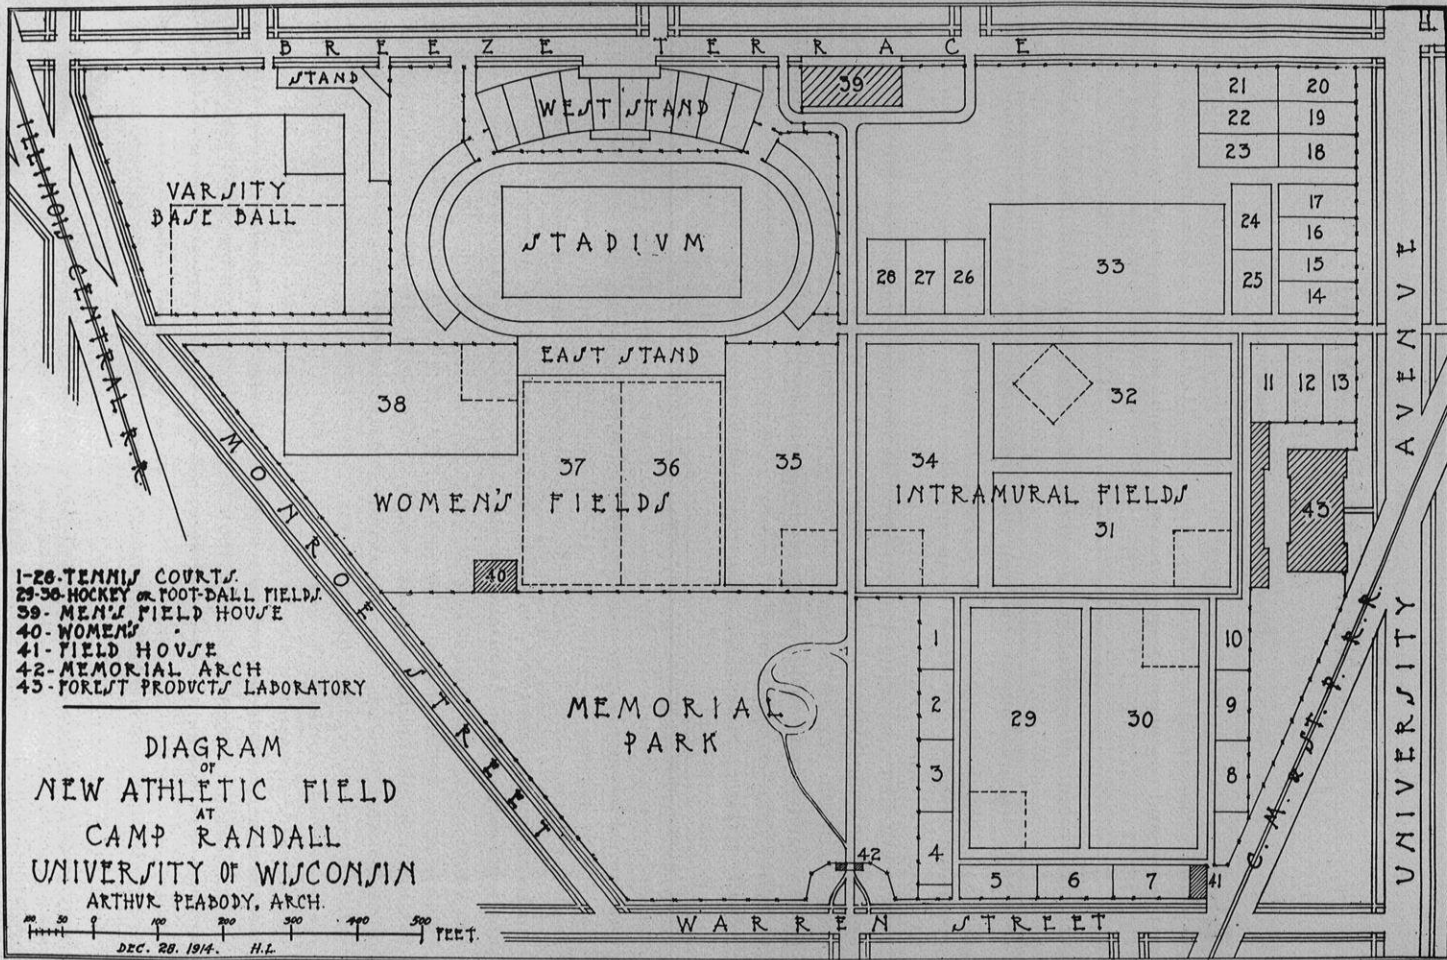 BREEZE TERRACE
STAND
WEST STAND
39
21 20
22 19
23 18
VARSITY
BASE BALL
STADIUM
24 17
16
25 15
14
28 27 26
33
ILLINOIS CENTRAL R.R.
EAST STAND
38
37 36 35
34
32
11 12 13
WOMEN'S FIELDS
INTRAMURAL FIELDS
31
43
40
MONROE STREET
UNIVERSITY AVENUE
C. M. & ST. P. R.R.
1-28-TENNIS COURTS.
29-38-HOCKEY OR FOOT-BALL FIELDS.
39- MEN'S FIELD HOUSE
40- WOMEN'S "
41- FIELD HOUSE
42- MEMORIAL ARCH
43- FOREST PRODUCTS LABORATORY
MEMORIAL
PARK
1
2
3
4
29 30
10
9
8
42
5 6 7 41
WARREN STREET
DIAGRAM
OF
NEW ATHLETIC FIELD
AT
CAMP RANDALL
UNIVERSITY OF WISCONSIN
ARTHUR PEABODY, ARCH.
100 50 0 100 200 300 400 500 FEET.
DEC. 28. 1914. H.L.